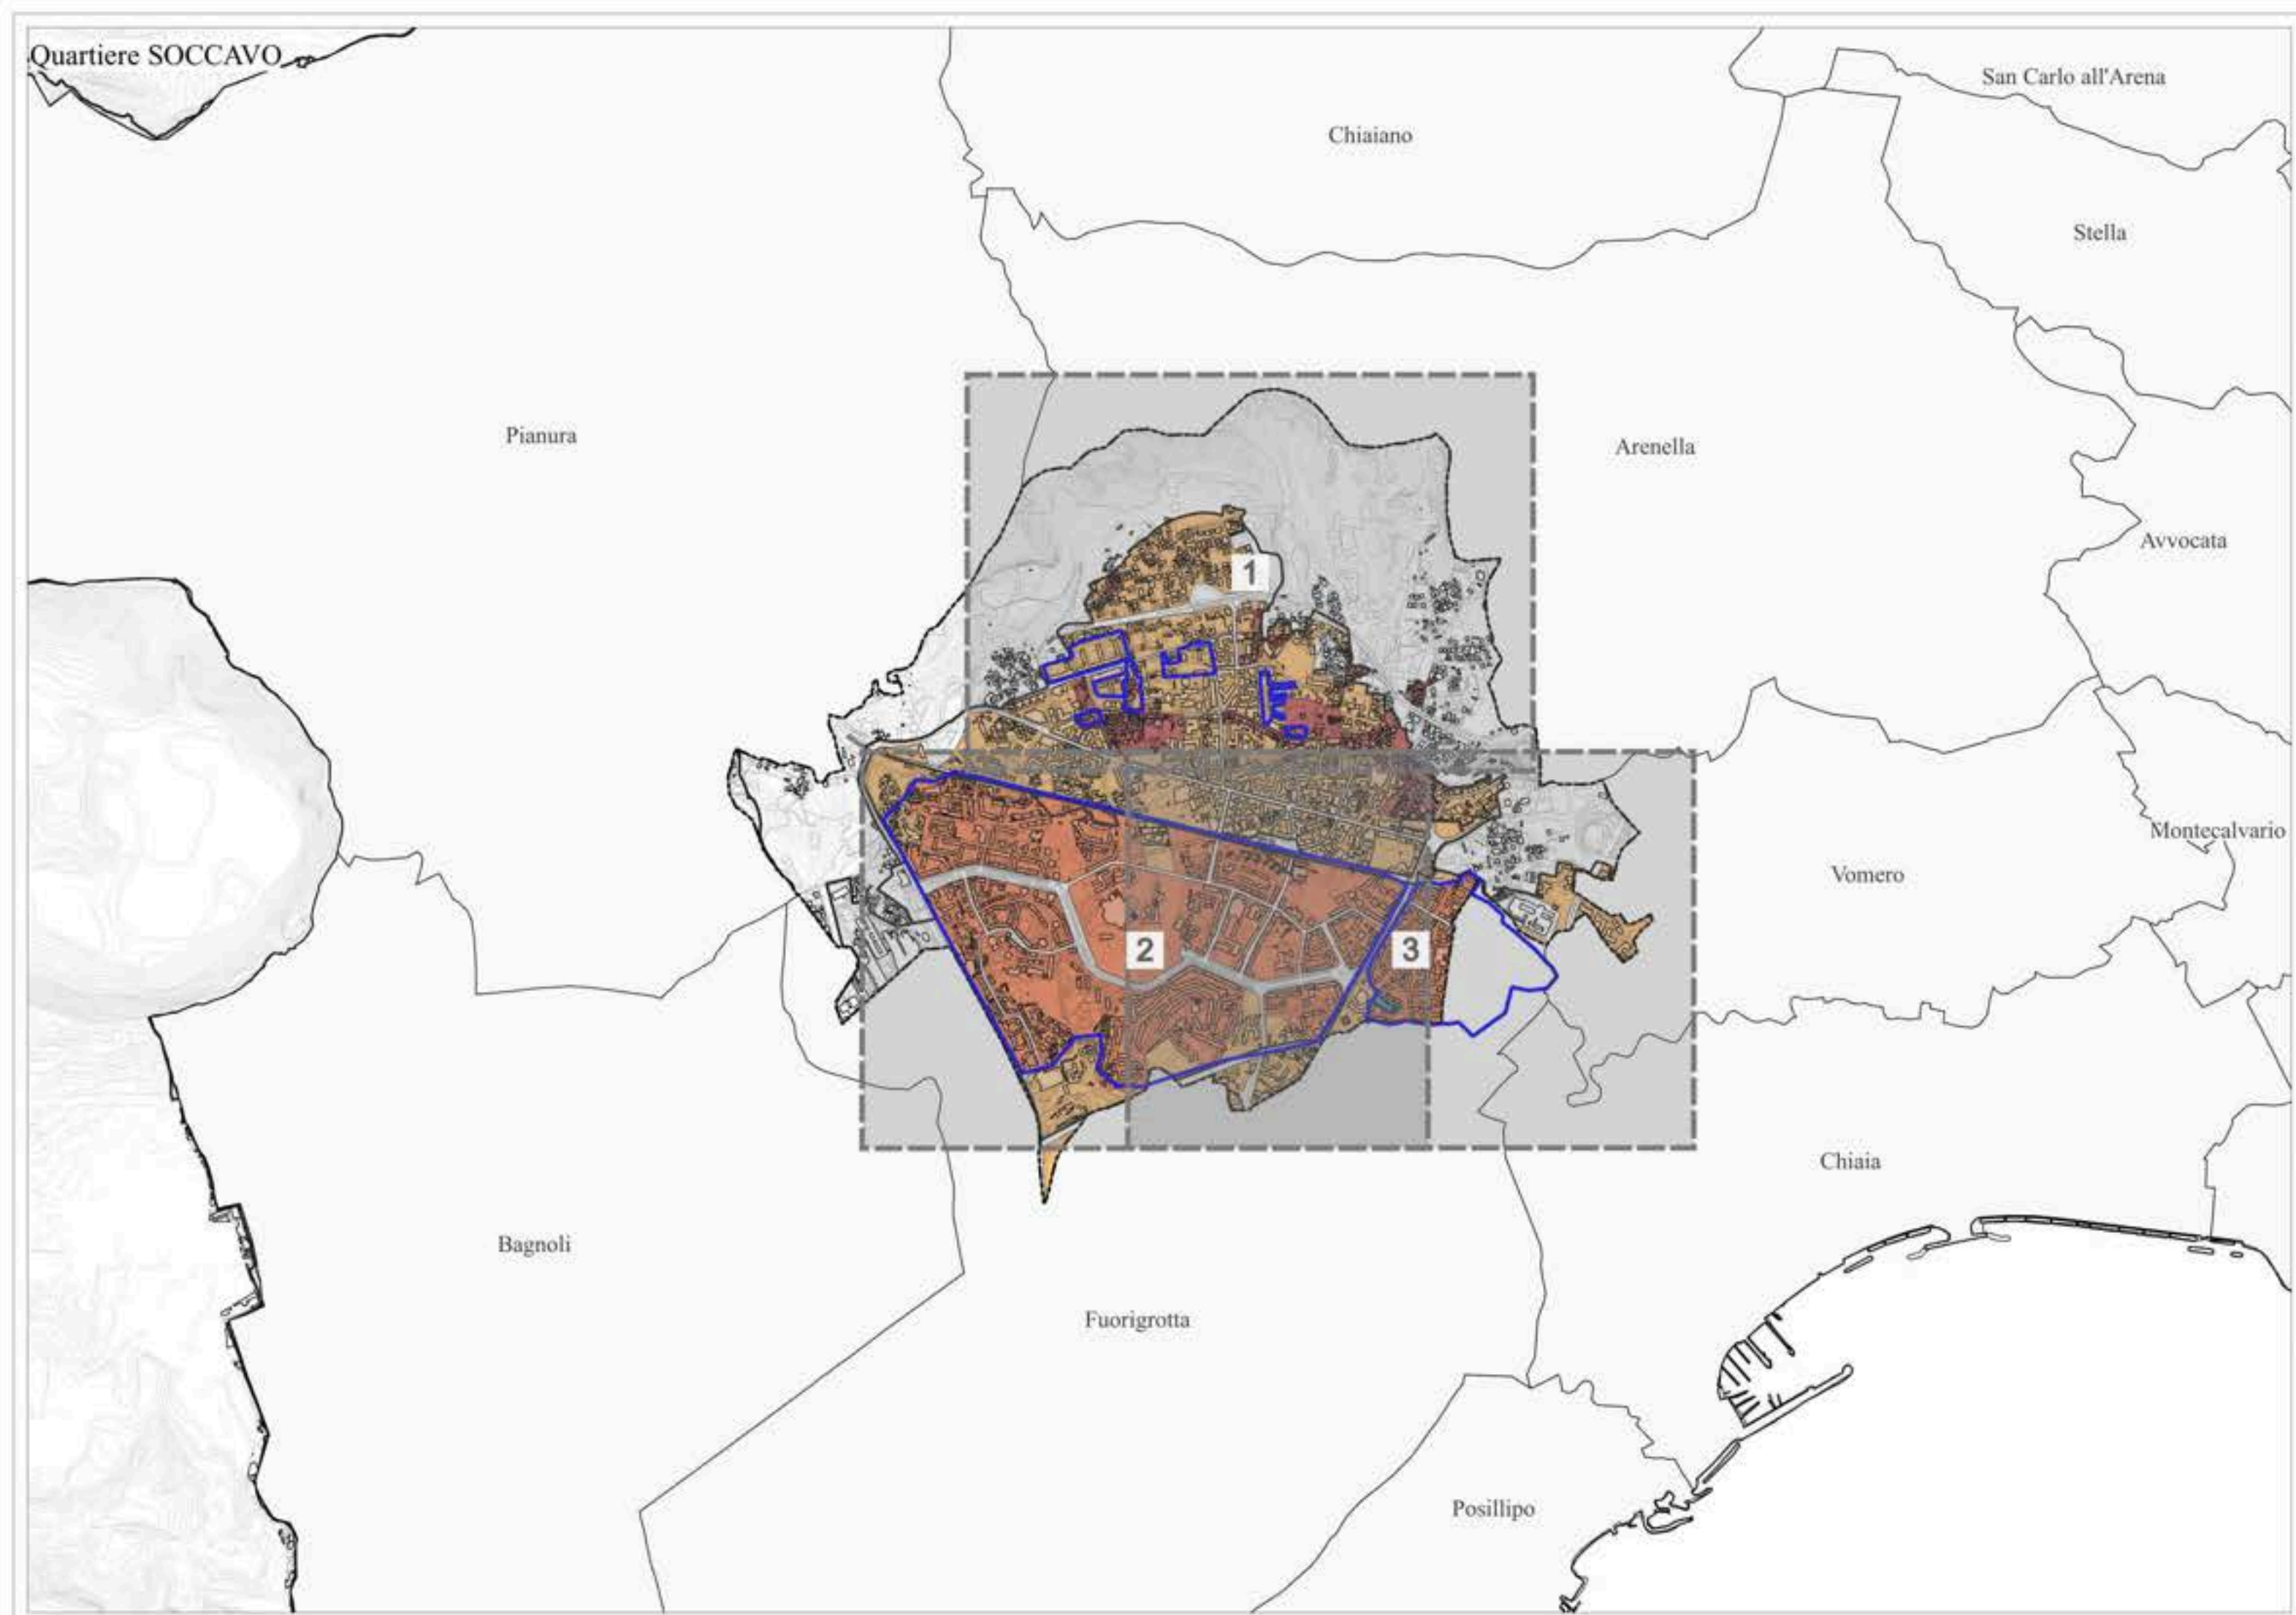 Quartiere SOCCAVO
San Carlo all'Arena
Chiaiano
Stella
Pianura
Arenella
Avvocata
1
Montecalvario
Vomero
2
3
Chiaia
Bagnoli
Fuorigrotta
Posillipo